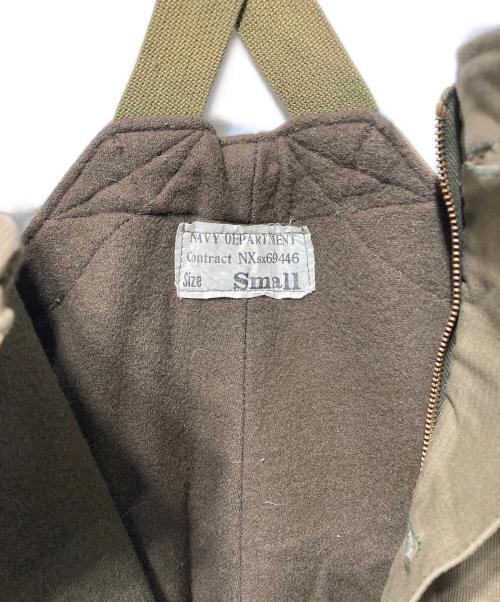 NAVY DEPARTMENT
Contract NXsx69446
Size Small